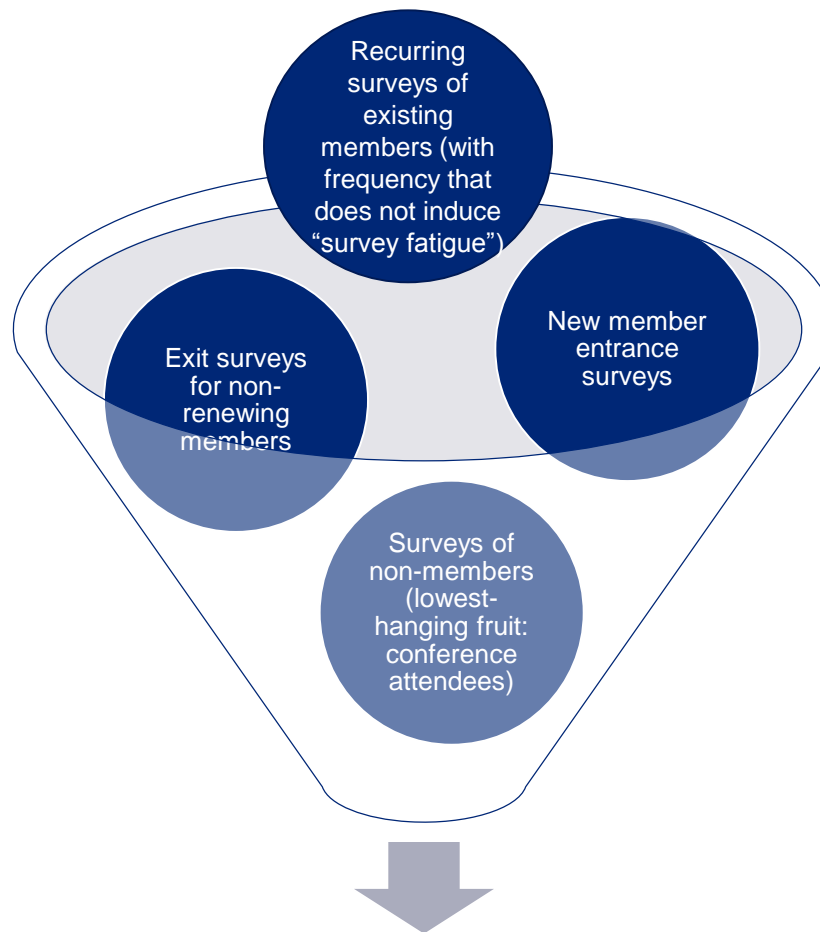 Recurring
surveys of
existing
members (with
frequency that
does not induce
“survey fatigue”)
New member
entrance
surveys
Exit surveys
for non-
renewing
members
Surveys of
non-members
(lowest-
hanging fruit:
conference
attendees)